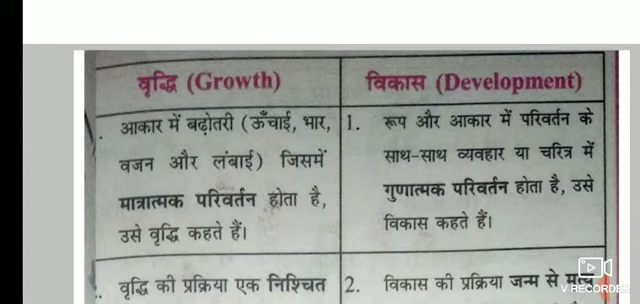 वृद्धि (Growth)
आकार में बढ़ोतरी (ऊँचाई, भार,
वजन और लंबाई) जिसमें
मात्रात्मक परिवर्तन होता है,
उसे वृद्धि कहते हैं।
वृद्धि की प्रक्रिया एक निश्चित
विकास (Development)
1. रूप और आकार में परिवर्तन के
साथ-साथ व्यवहार या चरित्र में
गुणात्मक परिवर्तन होता है, उसे
विकास कहते हैं।
2. विकास की प्रक्रिया जन्म से
V RECORDER